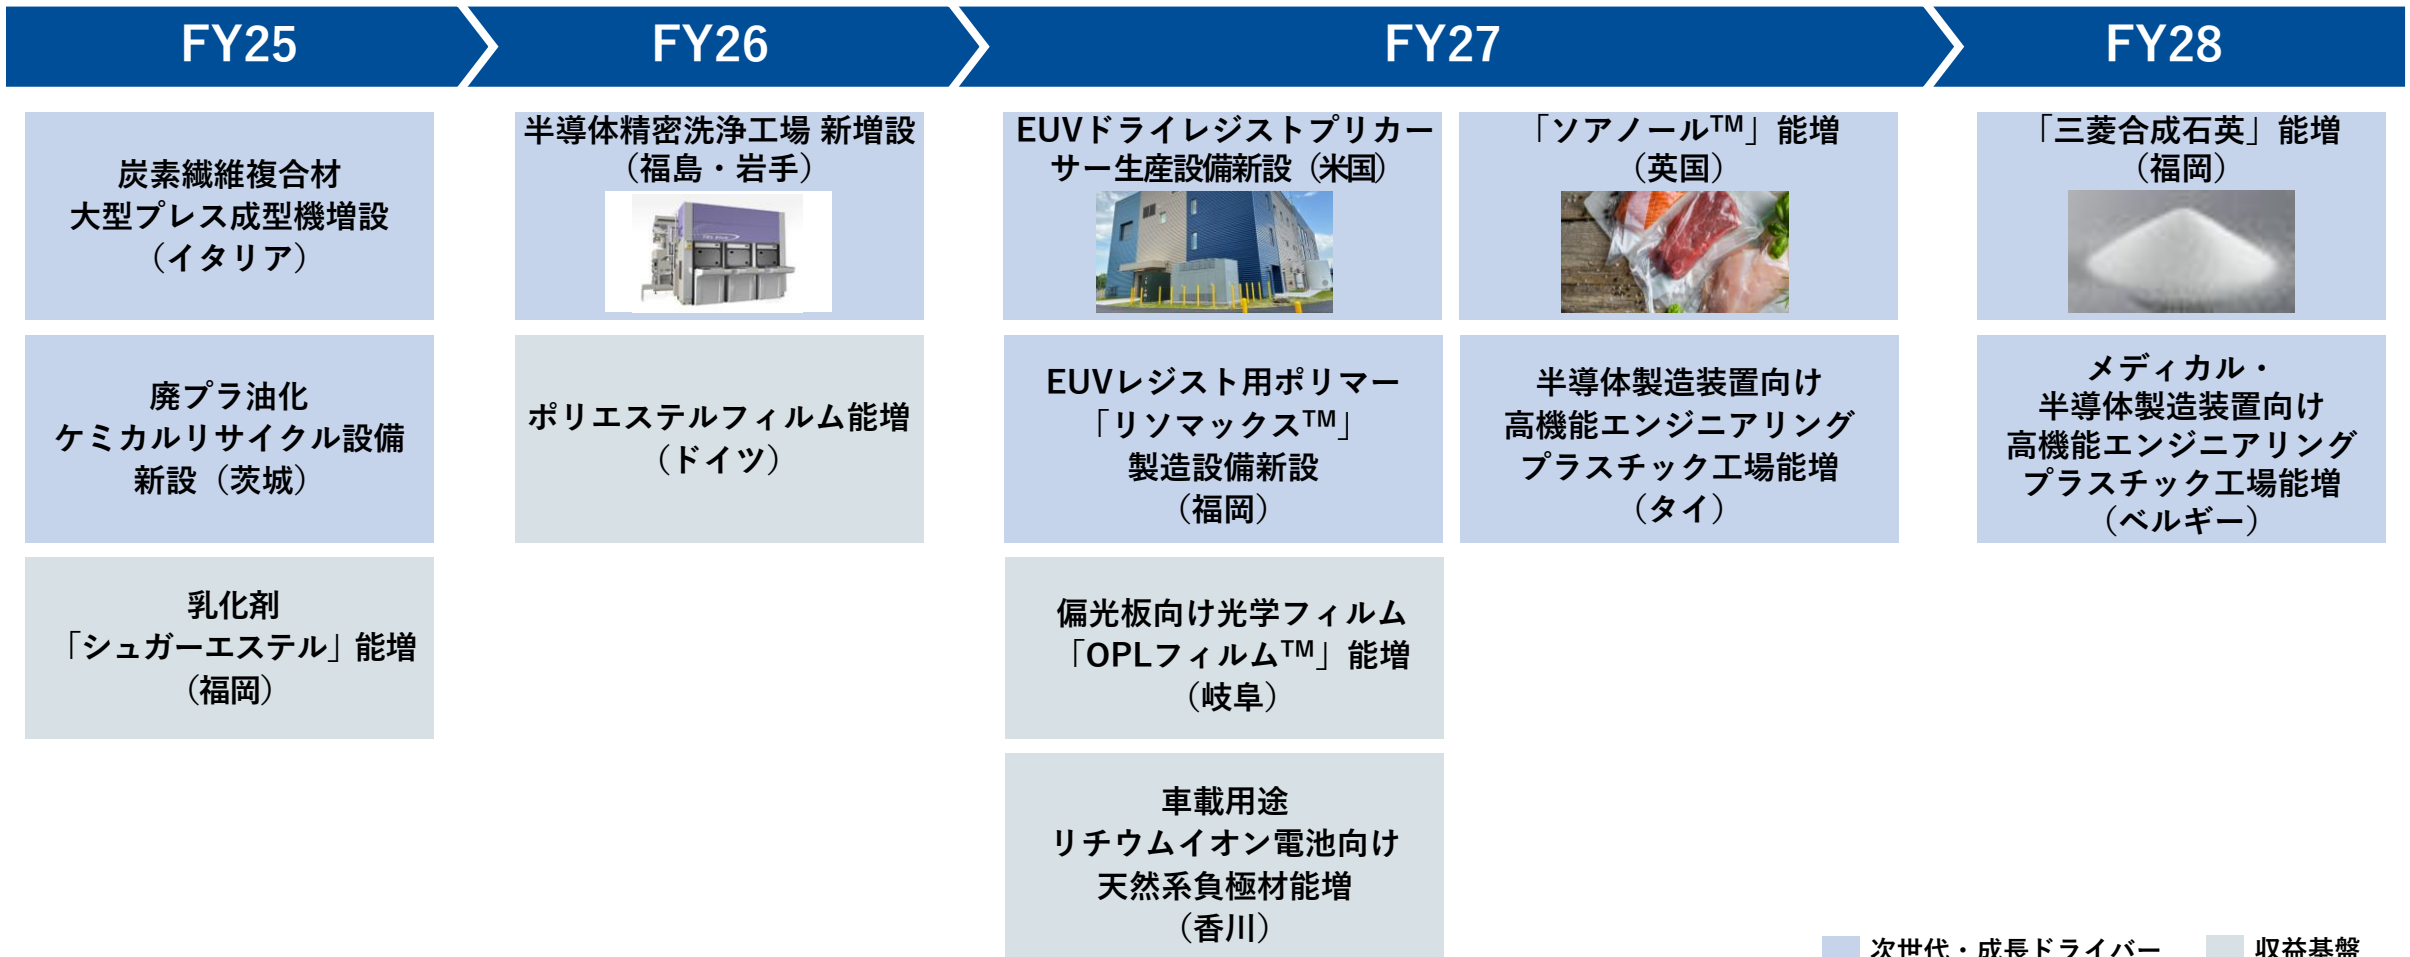 FY25
FY26
FY27
FY28
炭素繊維複合材
大型プレス成型機増設
（イタリア）
廃プラ油化
ケミカルリサイクル設備
新設（茨城）
乳化剤
「シュガーエステル」能増
（福岡）
半導体精密洗浄工場 新増設
（福島・岩手）
ポリエステルフィルム能増
（ドイツ）
EUVドライレジストプリカー
サー生産設備新設（米国）
EUVレジスト用ポリマー
「リソマックス™」
製造設備新設
（福岡）
偏光板向け光学フィルム
「OPLフィルム™」能増
（岐阜）
車載用途
リチウムイオン電池向け
天然系負極材能増
（香川）
「ソアノール™」能増
（英国）
半導体製造装置向け
高機能エンジニアリング
プラスチック工場能増
（タイ）
「三菱合成石英」能増
（福岡）
メディカル・
半導体製造装置向け
高機能エンジニアリング
プラスチック工場能増
（ベルギー）
次世代・成長ドライバー
収益基盤